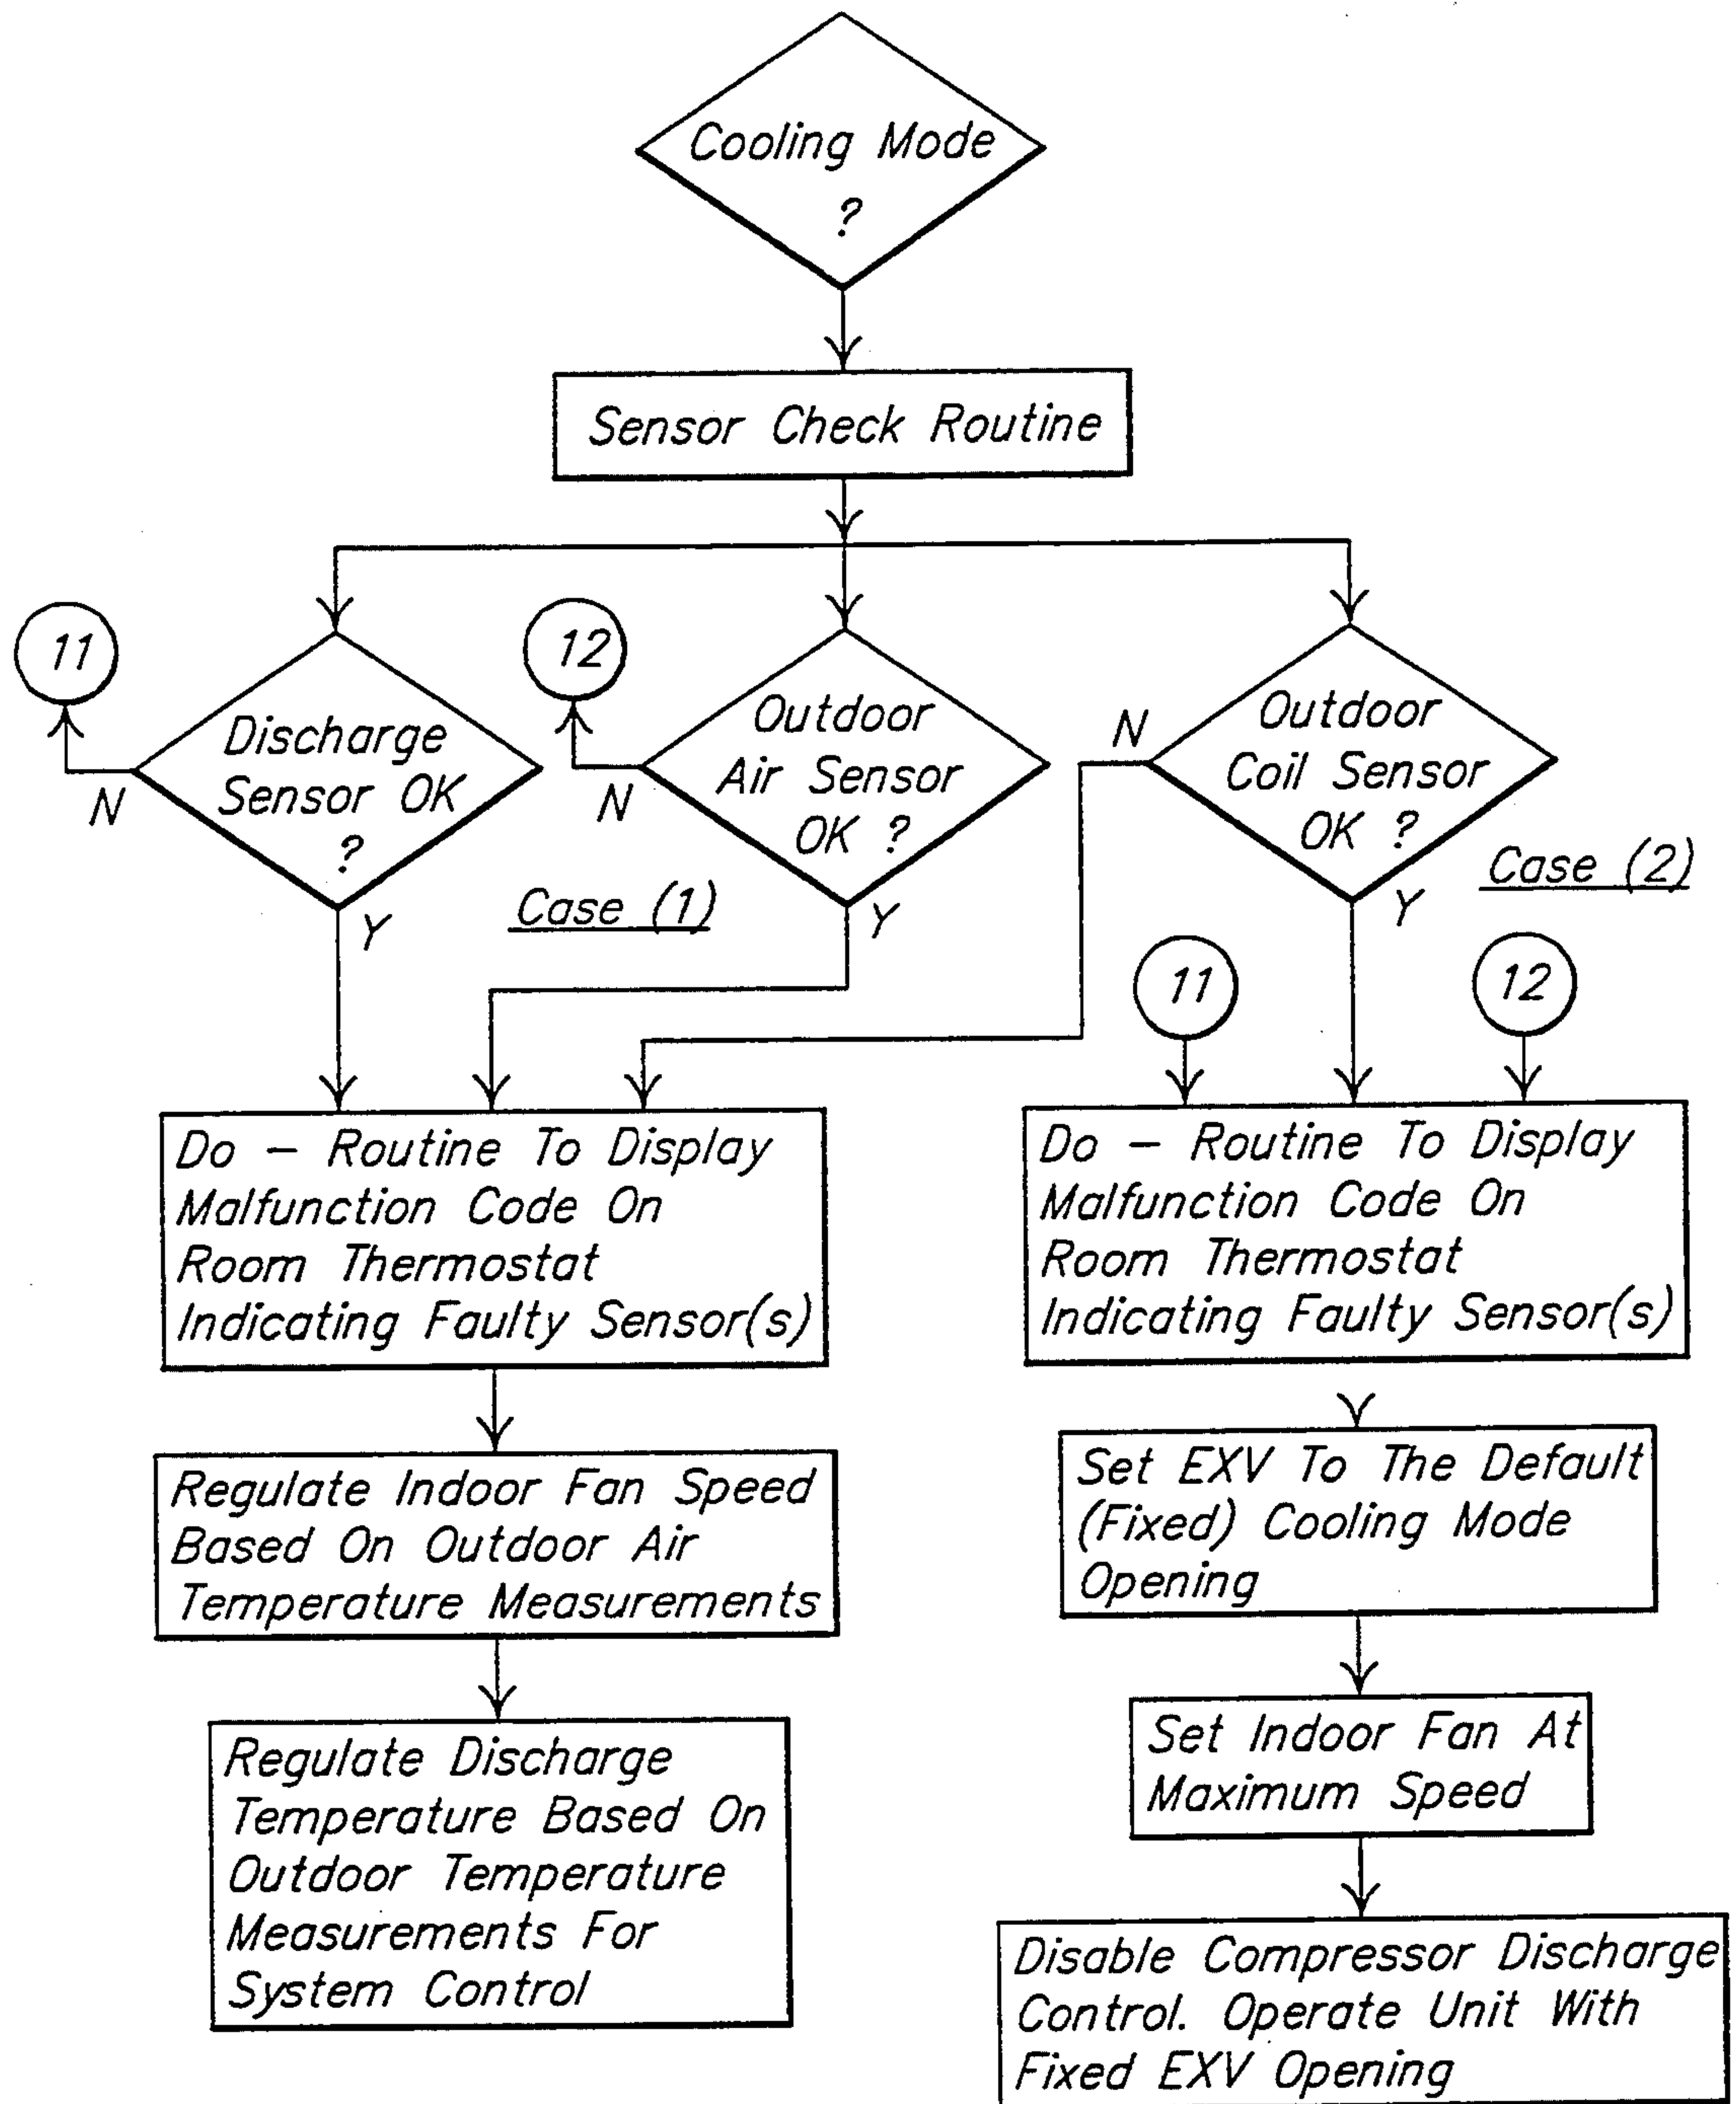 Cooling Mode
?
Sensor Check Routine
11
12
Discharge
Sensor OK
?
N
Outdoor
Air Sensor
OK ?
N
Outdoor
Coil Sensor
OK ?
N
Y
Case (1)
Y
Y
Case (2)
11
12
Do - Routine To Display
Malfunction Code On
Room Thermostat
Indicating Faulty Sensor(s)
Do - Routine To Display
Malfunction Code On
Room Thermostat
Indicating Faulty Sensor(s)
Regulate Indoor Fan Speed
Based On Outdoor Air
Temperature Measurements
Set EXV To The Default
(Fixed) Cooling Mode
Opening
Regulate Discharge
Temperature Based On
Outdoor Temperature
Measurements For
System Control
Set Indoor Fan At
Maximum Speed
Disable Compressor Discharge
Control. Operate Unit With
Fixed EXV Opening